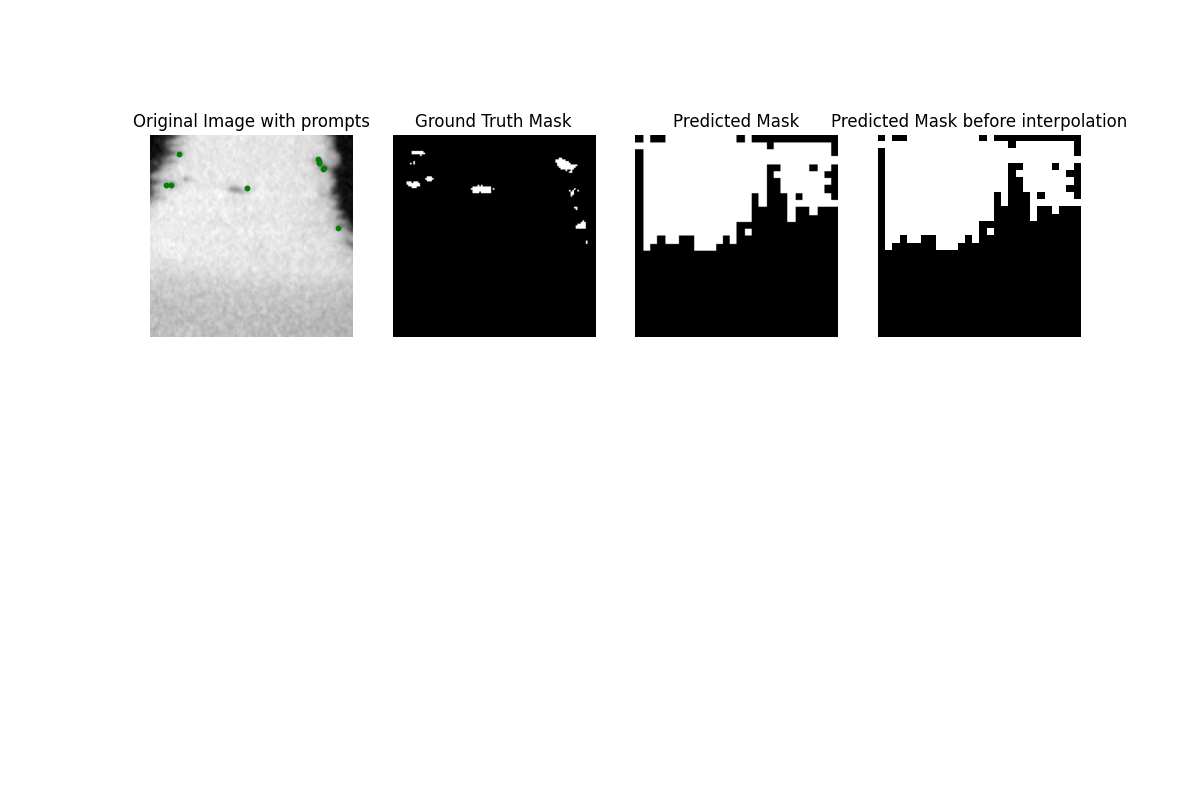 Original Image with prompts
Ground Truth Mask
Predicted Mask
Predicted Mask before interpolation